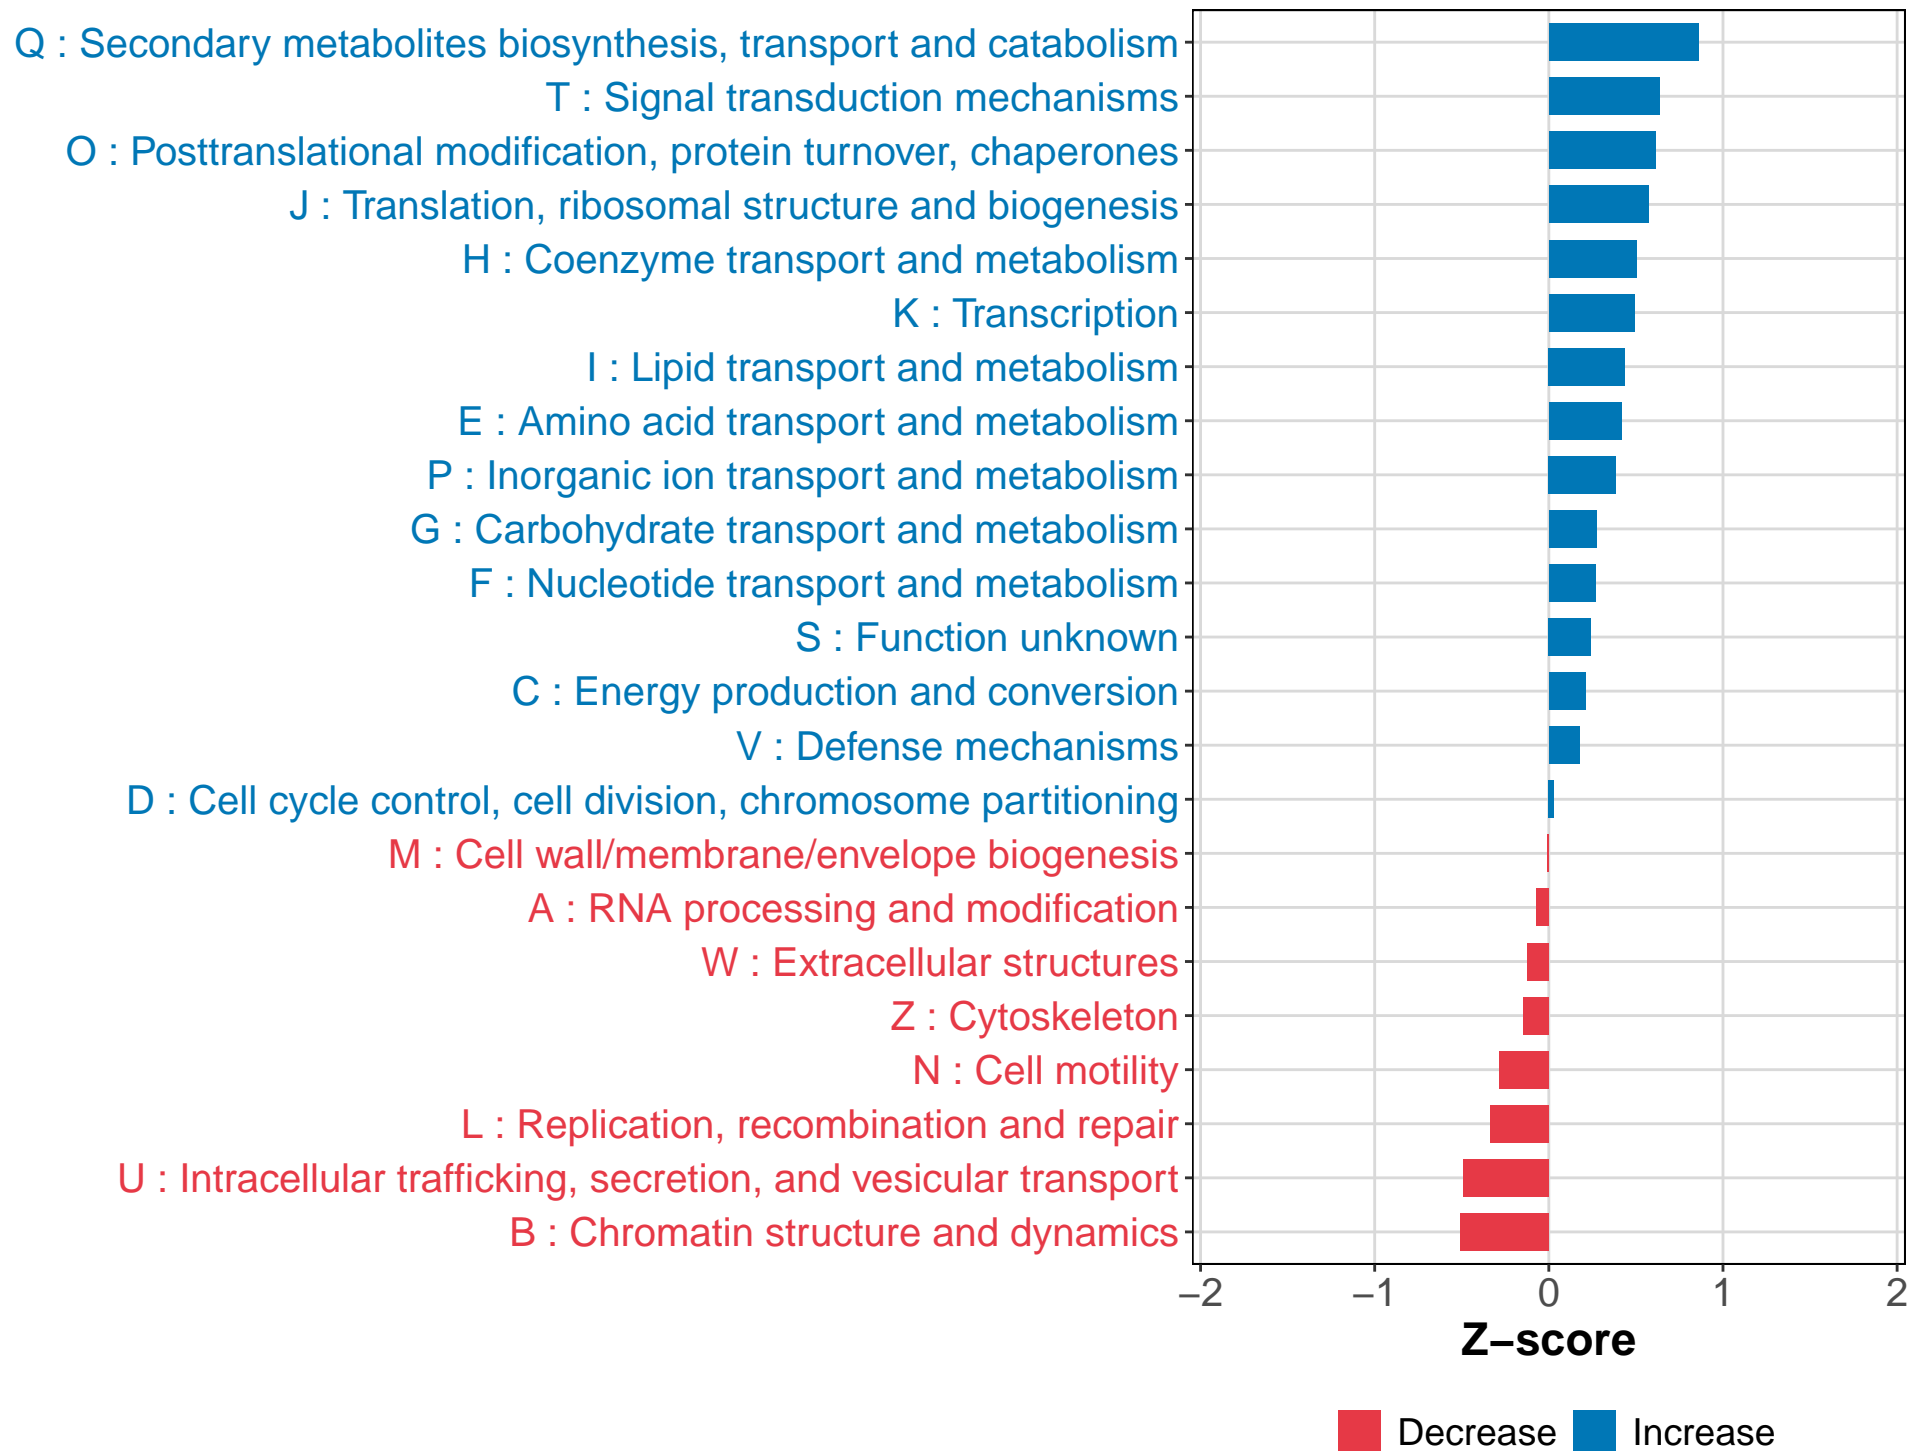 Q : Secondary metabolites biosynthesis, transport and catabolism
T : Signal transduction mechanisms
O : Posttranslational modification, protein turnover, chaperones
J : Translation, ribosomal structure and biogenesis
H : Coenzyme transport and metabolism
K : Transcription
I : Lipid transport and metabolism
E : Amino acid transport and metabolism
P : Inorganic ion transport and metabolism
G : Carbohydrate transport and metabolism
F : Nucleotide transport and metabolism
S : Function unknown
C : Energy production and conversion
V : Defense mechanisms
D : Cell cycle control, cell division, chromosome partitioning
M : Cell wall/membrane/envelope biogenesis
A : RNA processing and modification
W : Extracellular structures
Z : Cytoskeleton
N : Cell motility
L : Replication, recombination and repair
U : Intracellular trafficking, secretion, and vesicular transport
B : Chromatin structure and dynamics
−2 −1 0 1 2
Z−score
Decrease Increase